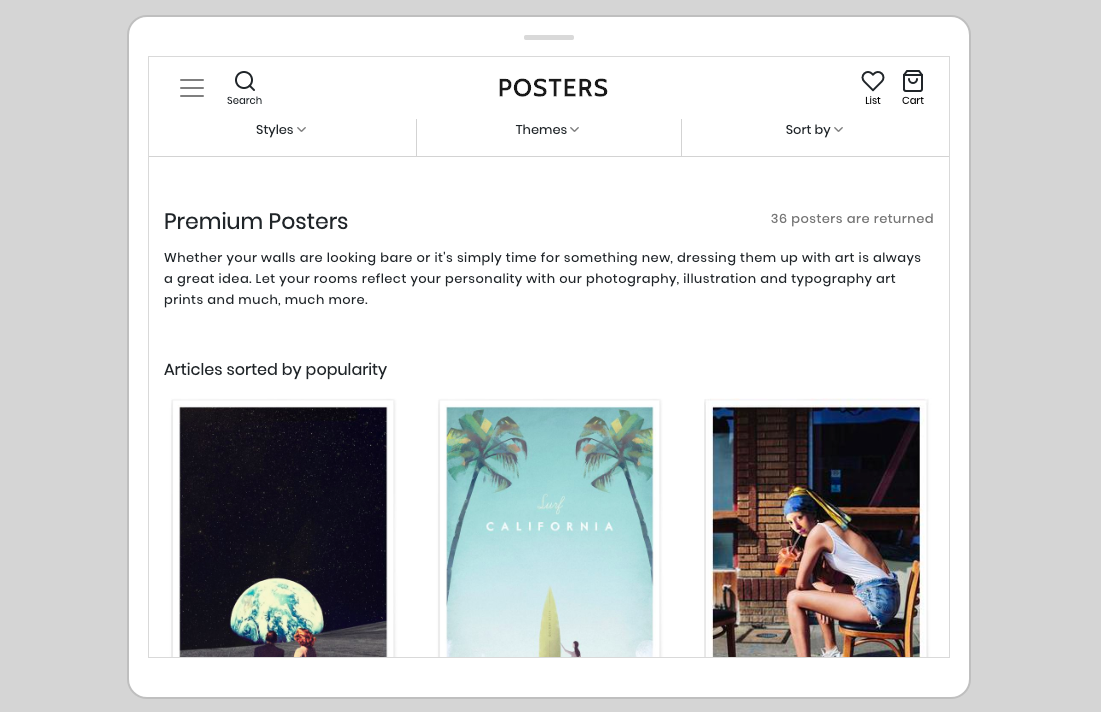 POSTERS
Search
List
Cart
Styles
Themes
Sort by
Premium Posters
36 posters are returned
Whether your walls are looking bare or it's simply time for something new, dressing them up with art is always
a great idea. Let your rooms reflect your personality with our photography, illustration and typography art
prints and much, much more.
Articles sorted by popularity
Surf
CALIFORNIA